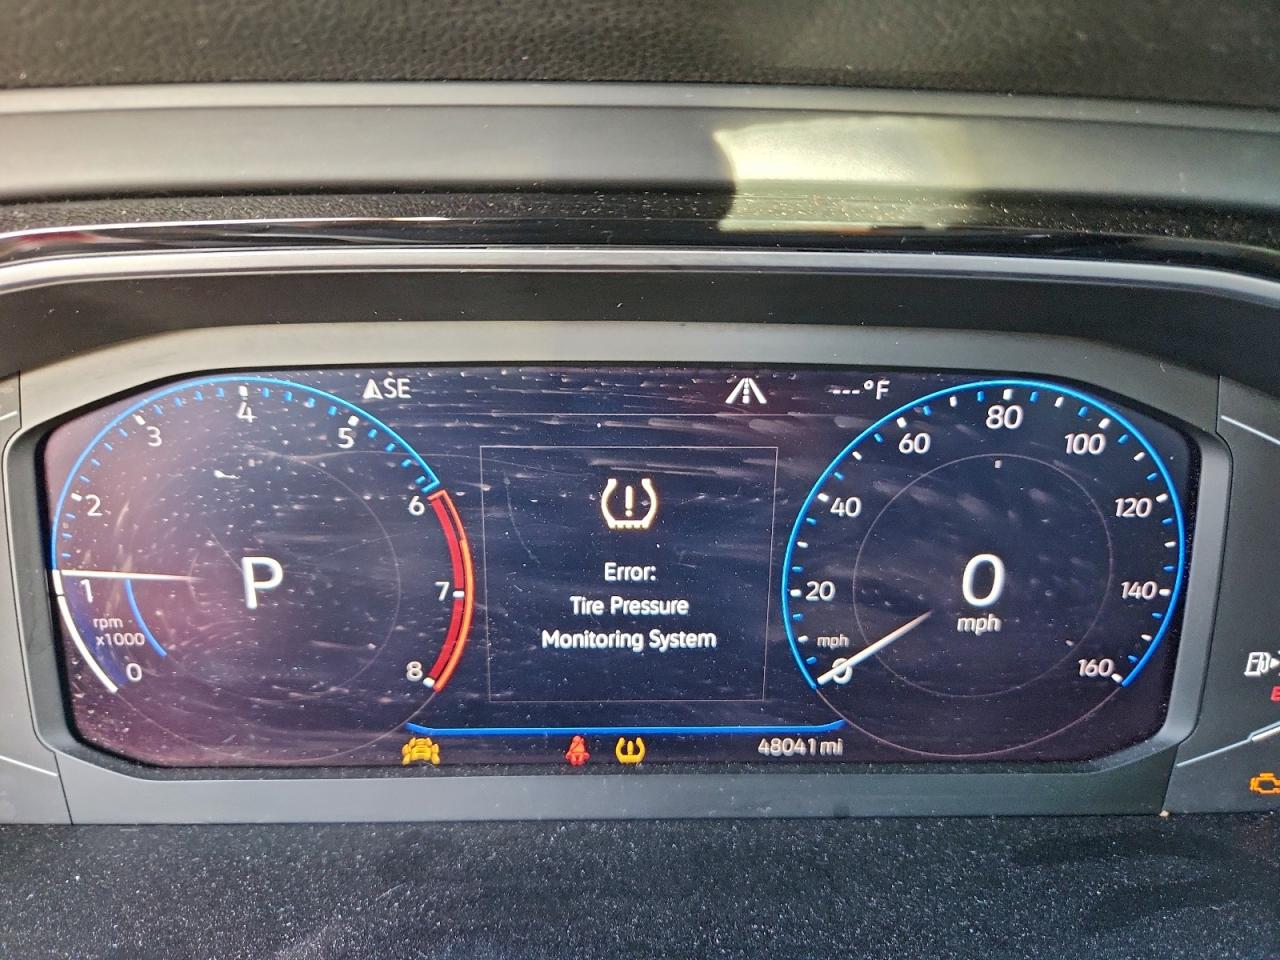 SE
---°F
4
3
5
2
6
1
7
rpm
x1000
0
8
P
Error:
Tire Pressure
Monitoring System
80
60
100
40
120
20
140
mph
0
160
0
mph
48041 mi